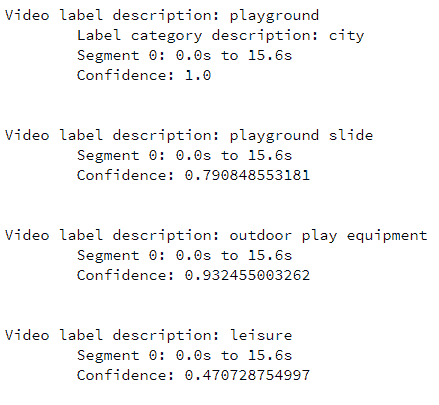 Video label description: playground
Label category description: city
Segment 0: 0.0s to 15.6s
Confidence: 1.0
Video label description: playground slide
Segment 0: 0.0s to 15.6s
Confidence: 0.790848553181
Video label description: outdoor play equipment
Segment 0: 0.0s to 15.6s
Confidence: 0.932455003262
Video label description: leisure
Segment 0: 0.0s to 15.6s
Confidence: 0.470728754997